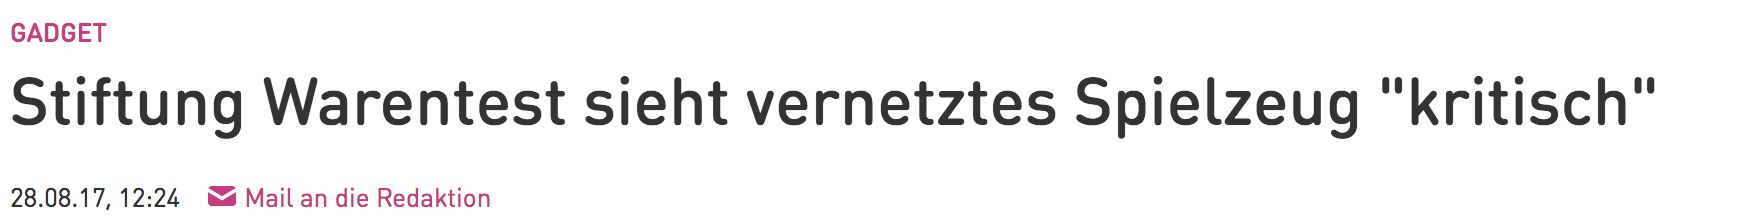 GADGET
Stiftung Warentest sieht vernetztes Spielzeug "kritisch"
28.08.17, 12:24 Mail an die Redaktion